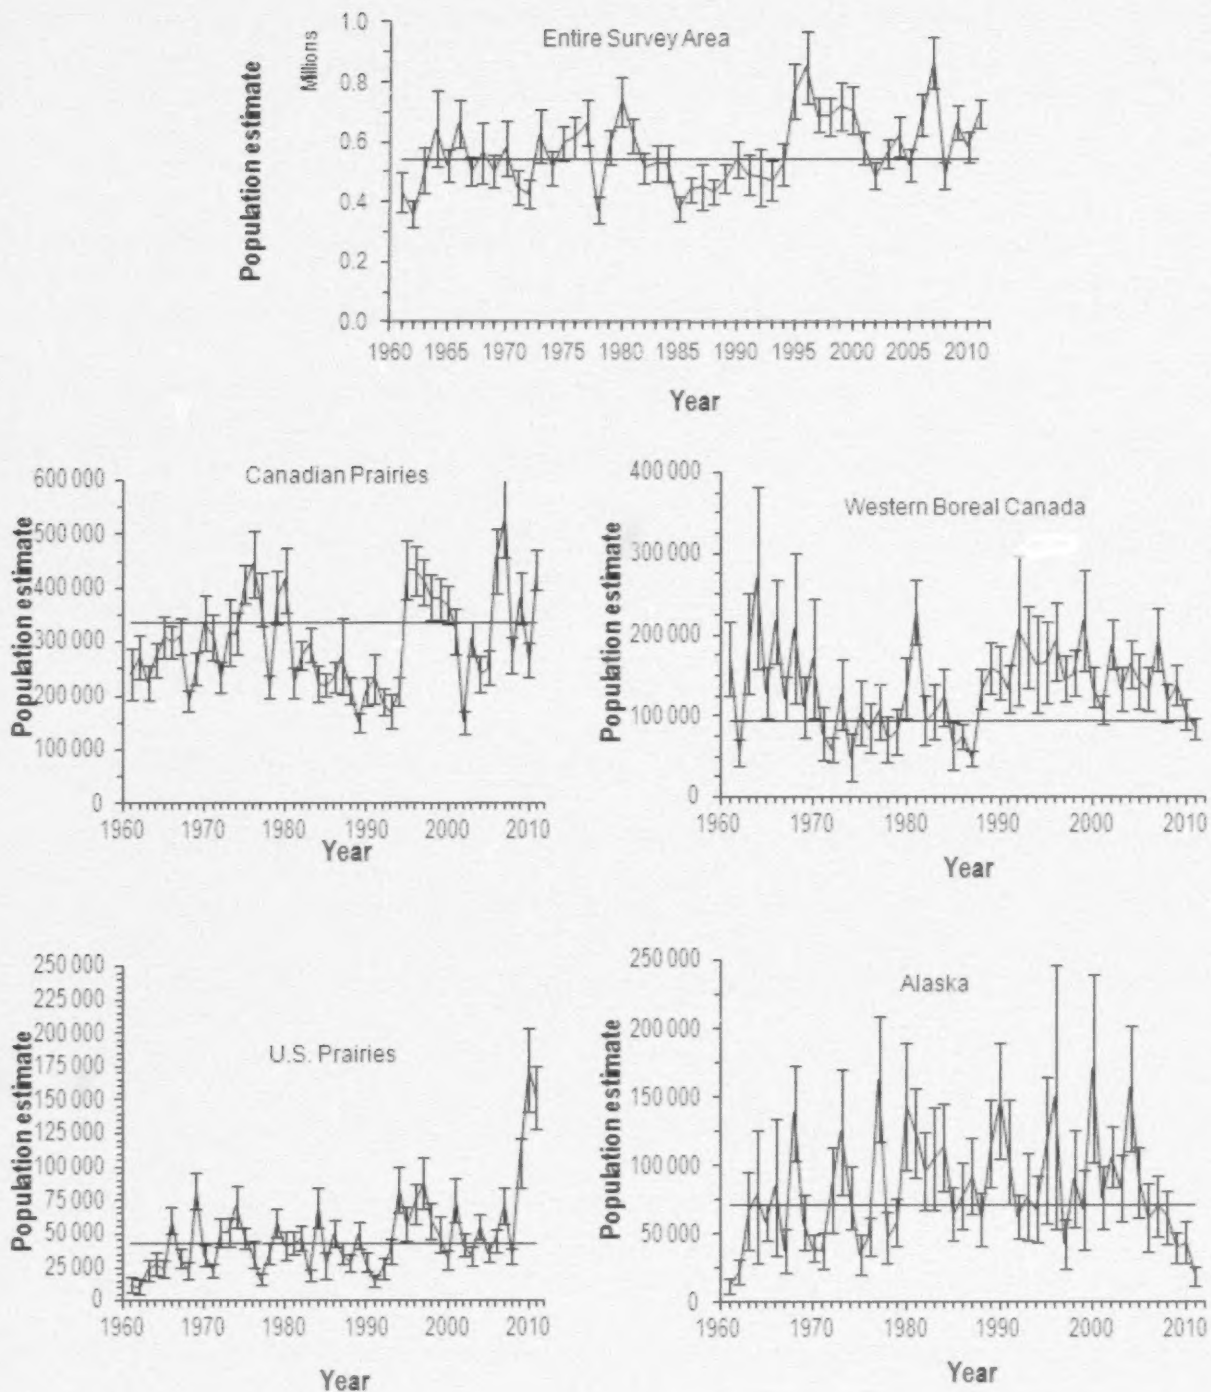 Entire Survey Area
Population estimate
Millions
1.0
0.8
0.6
0.4
0.2
0.0
1960 1965 1970 1975 1980 1985 1990 1995 2000 2005 2010
Year
Canadian Prairies
Population estimate
600 000
500 000
400 000
300 000
200 000
100 000
0
1960 1970 1980 1990 2000 2010
Year
Western Boreal Canada
Population estimate
400 000
300 000
200 000
100 000
0
1960 1970 1980 1990 2000 2010
Year
U.S. Prairies
Population estimate
250 000
225 000
200 000
175 000
150 000
125 000
100 000
75 000
50 000
25 000
0
1960 1970 1980 1990 2000 2010
Year
Alaska
Population estimate
250 000
200 000
150 000
100 000
50 000
0
1960 1970 1980 1990 2000 2010
Year